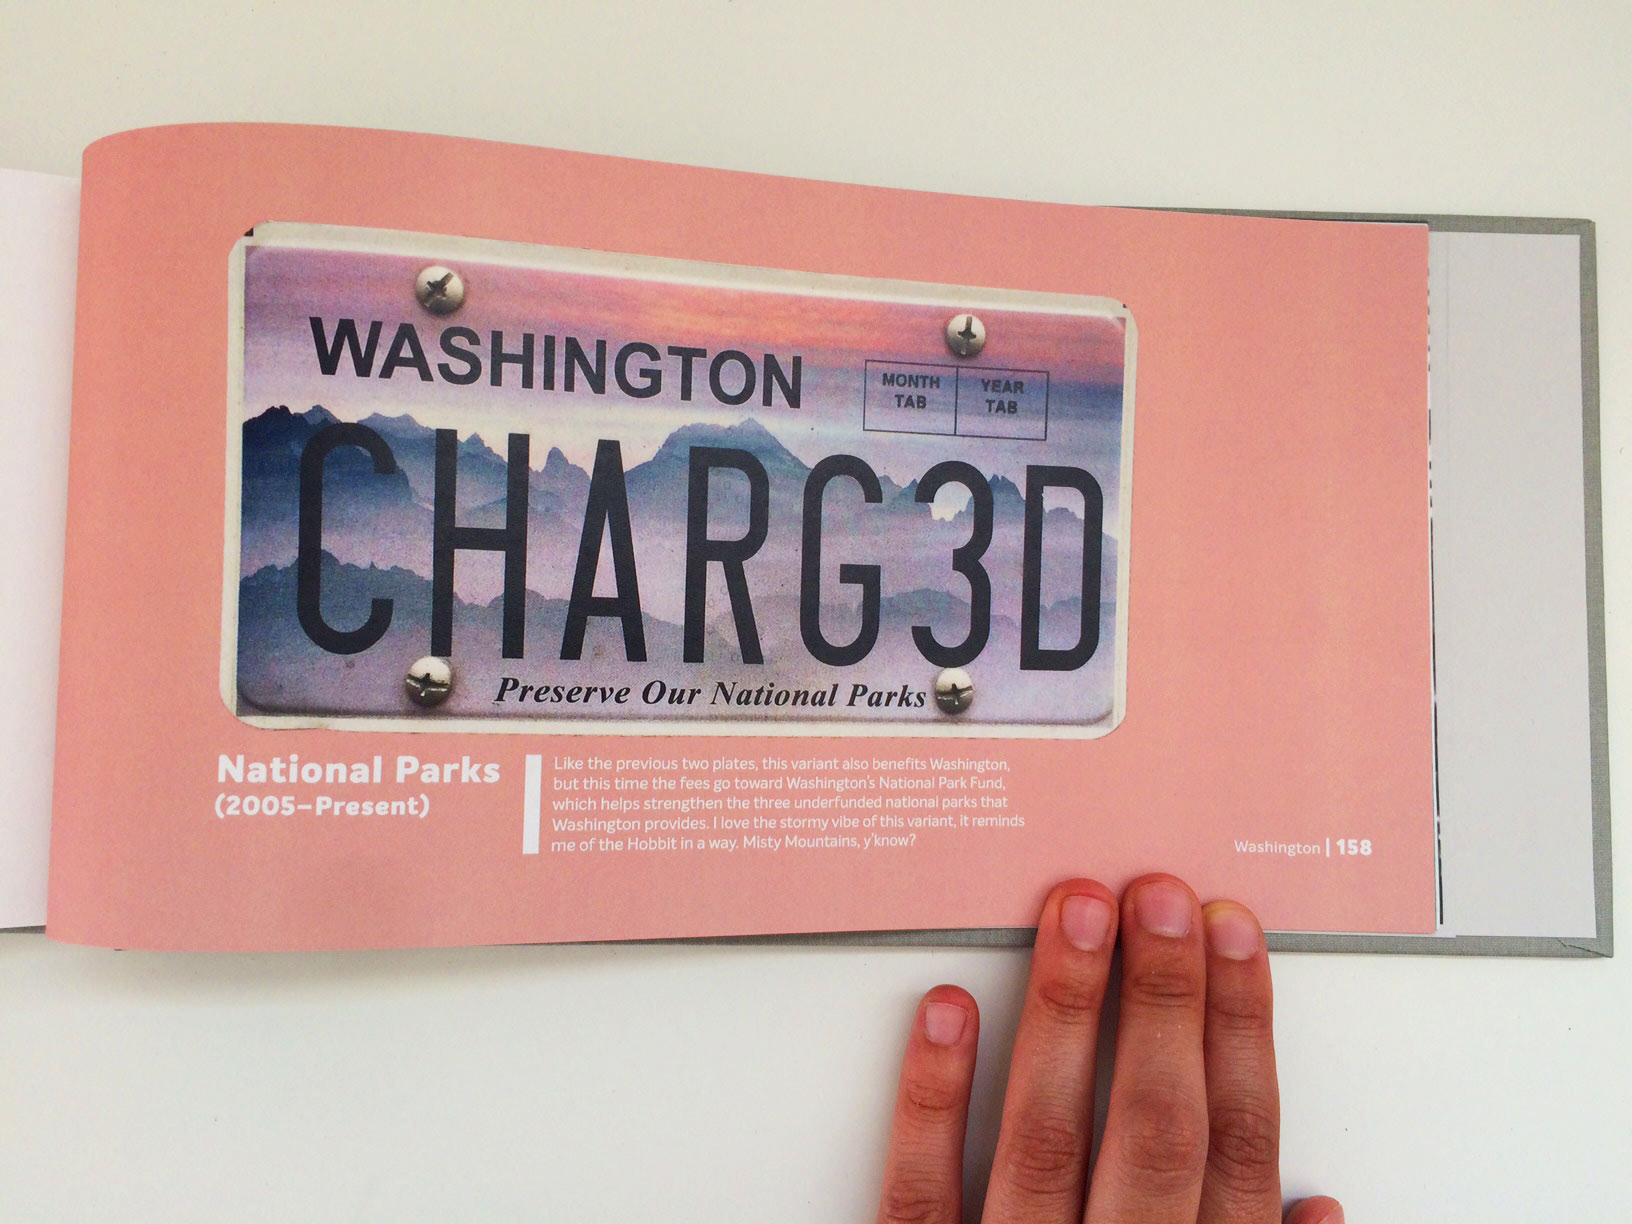 WASHINGTON
MONTH TAB
YEAR TAB
CHARG3D
Preserve Our National Parks
National Parks
(2005–Present)
Like the previous two plates, this variant also benefits Washington,
but this time the fees go toward Washington's National Park Fund,
which helps strengthen the three underfunded national parks that
Washington provides. I love the stormy vibe of this variant, it reminds
me of the Hobbit in a way. Misty Mountains, y'know?
Washington | 158